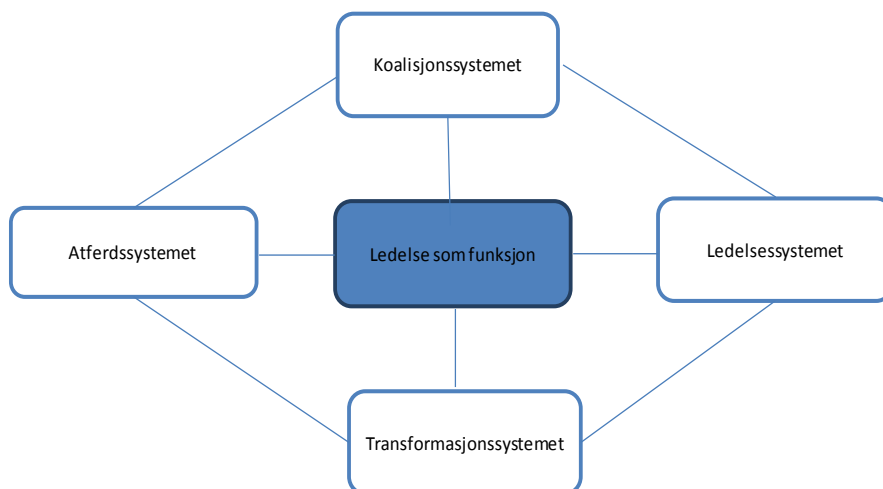 Koalisjonssystemet
Atferdssystemet
Ledelse som funksjon
Ledelsessystemet
Transformasjonssystemet